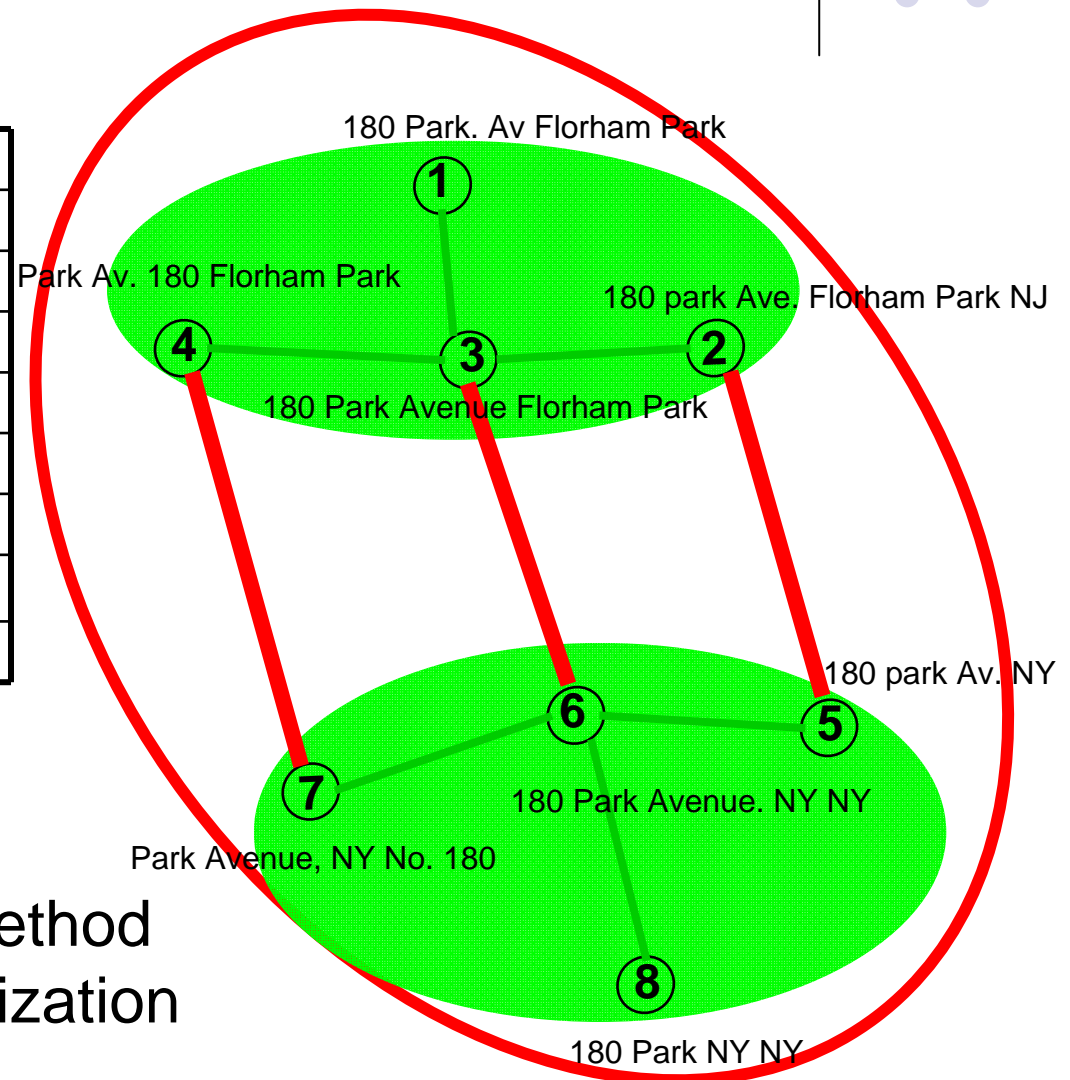 180 Park. Av Florham Park
1
Park Av. 180 Florham Park
180 park Ave. Florham Park NJ
4
3
2
180 Park Avenue Florham Park
180 park Av. NY
6
5
7
180 Park Avenue. NY NY
Park Avenue, NY No. 180
ethod
8
ization
180 Park NY NY